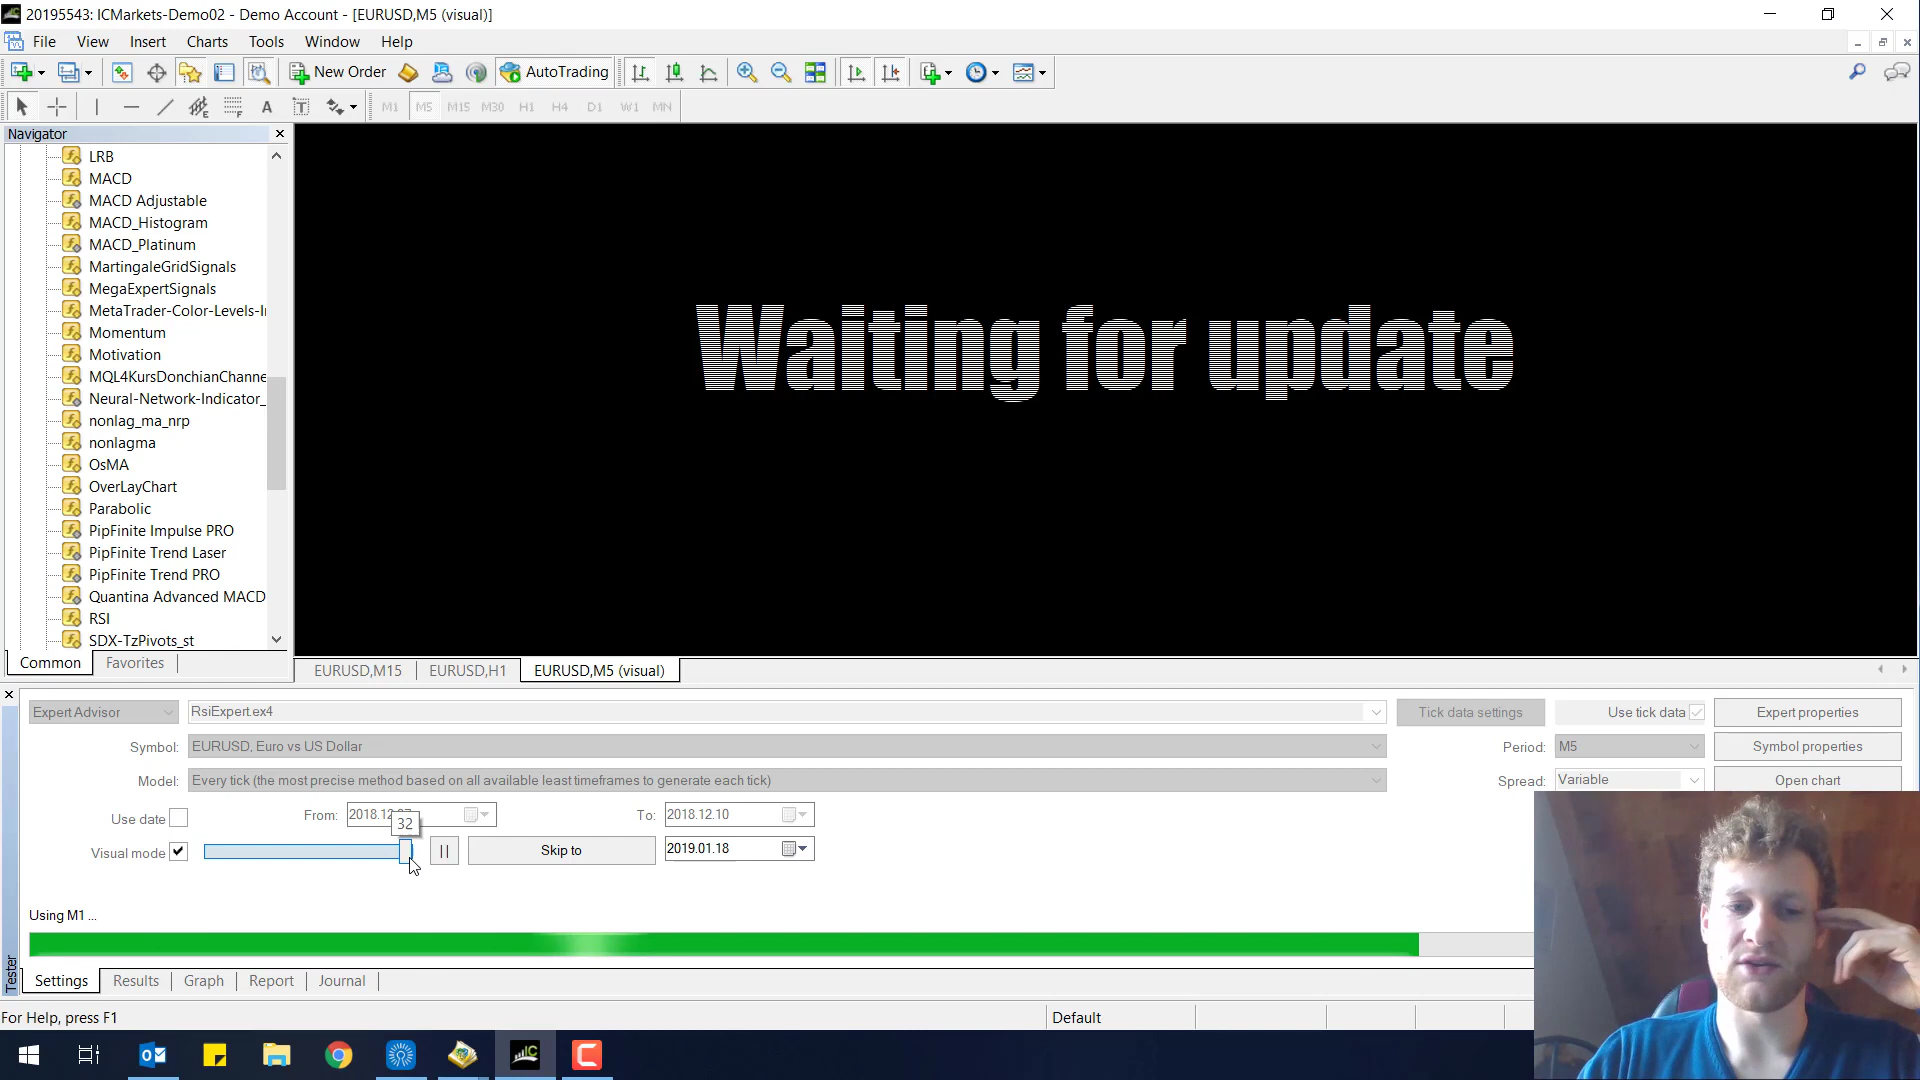 20195543: ICMarkets-Demo02 - Demo Account - [EURUSD,M5 (visual)]
File View Insert Charts Tools Window Help
New Order AutoTrading
A T M1 M5 M15 M30 H1 H4 D1 W1 MN
Navigator
LRB
MACD
MACD Adjustable
MACD_Histogram
MACD_Platinum
MartingaleGridSignals
MegaExpertSignals
MetaTrader-Color-Levels-I
Momentum
Motivation
MQL4KursDonchianChanne
Neural-Network-Indicator_
nonlag_ma_nrp
nonlagma
OsMA
OverLayChart
Parabolic
PipFinite Impulse PRO
PipFinite Trend Laser
PipFinite Trend PRO
Quantina Advanced MACD
RSI
SDX-TzPivots_st
Common Favorites
Waiting for update
EURUSD,M15 EURUSD,H1 EURUSD,M5 (visual)
Expert Advisor RsiExpert.ex4 Tick data settings Use tick data Expert properties
Symbol: EURUSD, Euro vs US Dollar Period: M5 Symbol properties
Model: Every tick (the most precise method based on all available least timeframes to generate each tick) Spread: Variable Open chart
Use date From: 2018.12 To: 2018.12.10
32
Visual mode Skip to 2019.01.18
Using M1 ...
Tester
Settings Results Graph Report Journal
For Help, press F1 Default